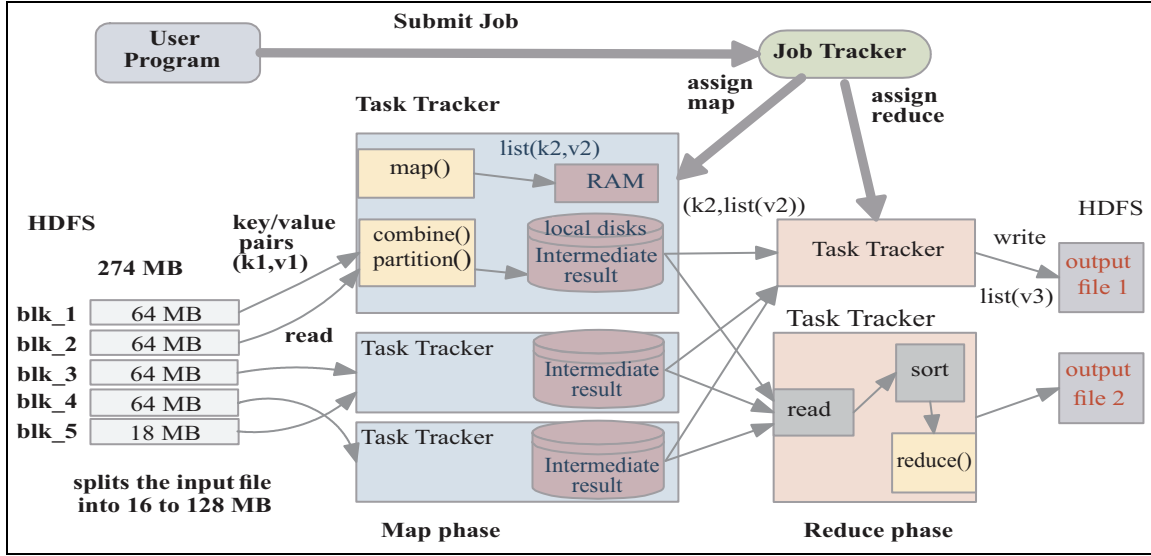 Submit Job
User
Program
Job Tracker
assign
map
assign
reduce
Task Tracker
list(k2,v2)
map()
RAM
HDFS
key/value
pairs
(k1,v1)
274 MB
combine()
partition()
local disks
Intermediate
result
(k2,list(v2))
Task Tracker
write
list(v3)
HDFS
output
file 1
blk_1 64 MB
blk_2 64 MB
blk_3 64 MB
blk_4 64 MB
blk_5 18 MB
read
Task Tracker
Intermediate
result
Task Tracker
Intermediate
result
Task Tracker
read
sort
reduce()
output
file 2
splits the input file
into 16 to 128 MB
Map phase
Reduce phase